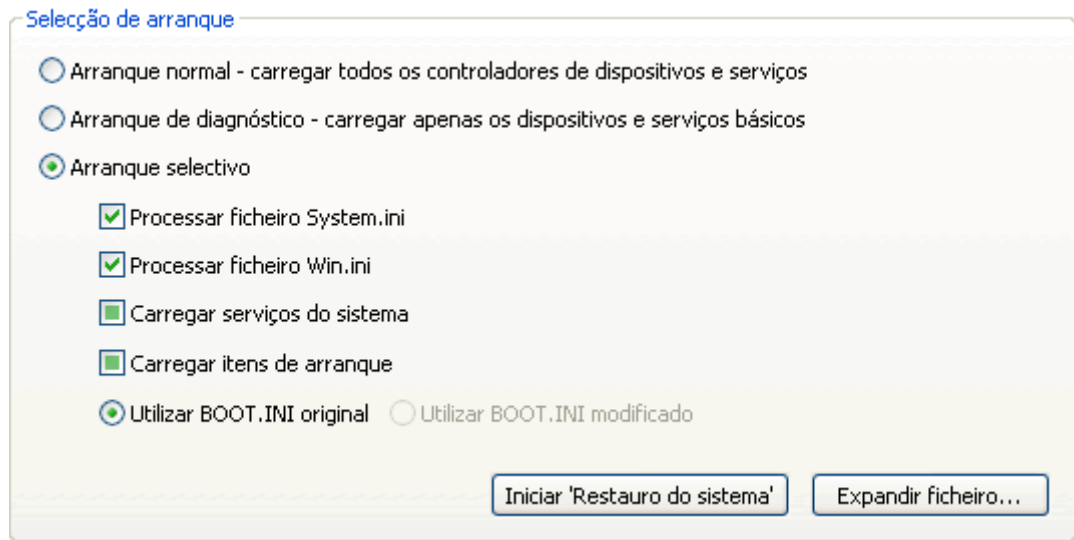 Selecção de arranque
Arranque normal - carregar todos os controladores de dispositivos e serviços
Arranque de diagnóstico - carregar apenas os dispositivos e serviços básicos
Arranque selectivo
Processar ficheiro System.ini
Processar ficheiro Win.ini
Carregar serviços do sistema
Carregar itens de arranque
Utilizar BOOT.INI original Utilizar BOOT.INI modificado
Iniciar 'Restauro do sistema' Expandir ficheiro...